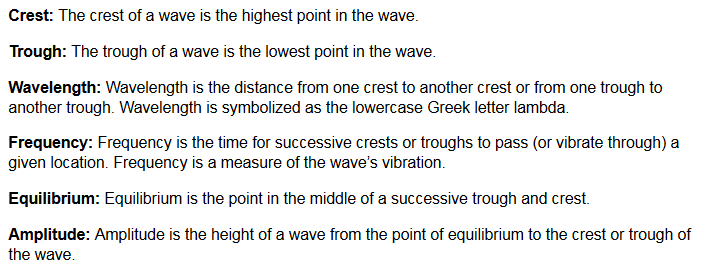 Crest: The crest of a wave is the highest point in the wave.
Trough: The trough of a wave is the lowest point in the wave.
Wavelength: Wavelength is the distance from one crest to another crest or from one trough to
another trough. Wavelength is symbolized as the lowercase Greek letter lambda.
Frequency: Frequency is the time for successive crests or troughs to pass (or vibrate through) a
given location. Frequency is a measure of the wave’s vibration.
Equilibrium: Equilibrium is the point in the middle of a successive trough and crest.
Amplitude: Amplitude is the height of a wave from the point of equilibrium to the crest or trough of
the wave.